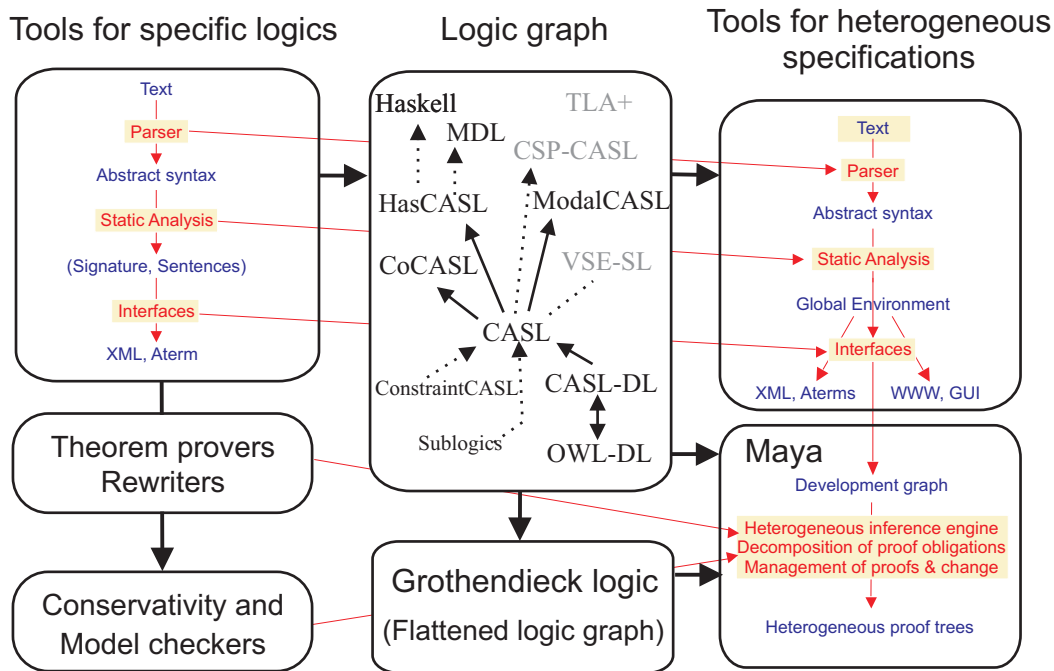 Tools for specific logics
Text
Parser
Abstract syntax
Static Analysis
(Signature, Sentences)
Interfaces
XML, Aterm
Theorem provers
Rewriters
Conservativity and
Model checkers
Logic graph
Haskell
TLA+
MDL
CSP-CASL
HasCASL
ModalCASL
CoCASL
VSE-SL
CASL
ConstraintCASL
CASL-DL
Sublogics
OWL-DL
Grothendieck logic
(Flattened logic graph)
Tools for heterogeneous
specifications
Text
Parser
Abstract syntax
Static Analysis
Global Environment
Interfaces
XML, Aterms
WWW, GUI
Maya
Development graph
Heterogeneous inference engine
Decomposition of proof obligations
Management of proofs & change
Heterogeneous proof trees